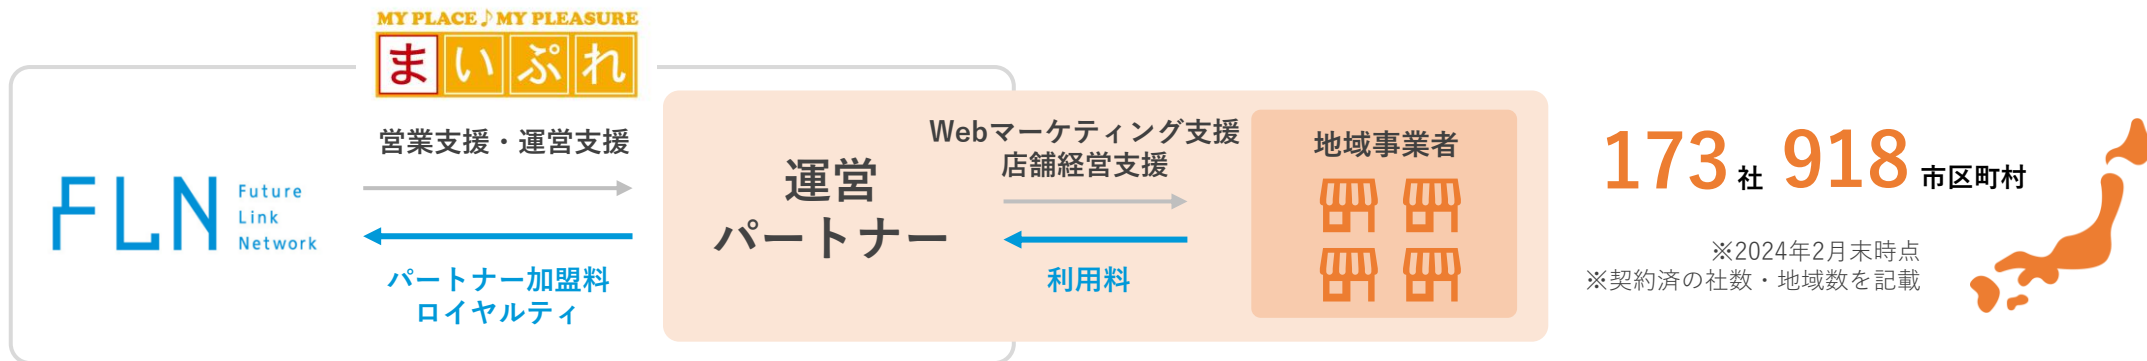 MY PLACE♪MY PLEASURE
まいぷれ
営業支援・運営支援
FLN
Future
Link
Network
パートナー加盟料
ロイヤルティ
運営
パートナー
Webマーケティング支援
店舗経営支援
利用料
地域事業者
173社 918市区町村
※2024年2月末時点
※契約済の社数・地域数を記載